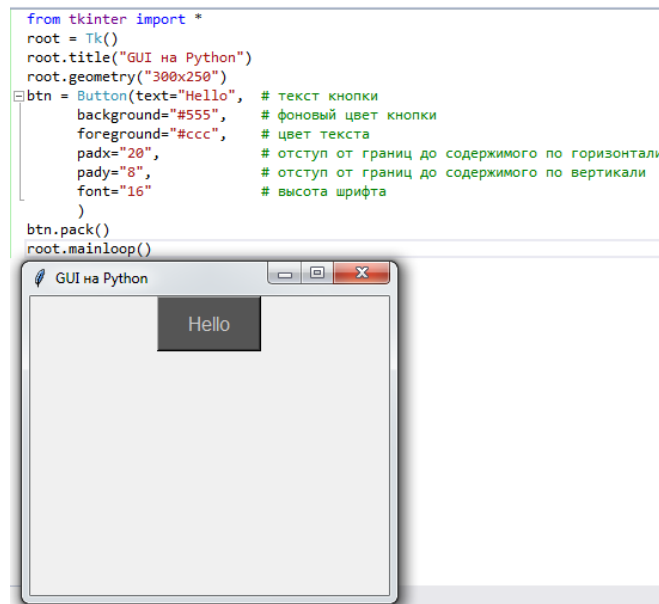 from tkinter import *
root = Tk()
root.title("GUI на Python")
root.geometry("300x250")
btn = Button(text="Hello",  # текст кнопки
      background="#555",    # фоновый цвет кнопки
      foreground="#ccc",    # цвет текста
      padx="20",            # отступ от границ до содержимого по горизонтали
      pady="8",             # отступ от границ до содержимого по вертикали
      font="16"             # высота шрифта
      )
btn.pack()
root.mainloop()
GUI на Python
Hello